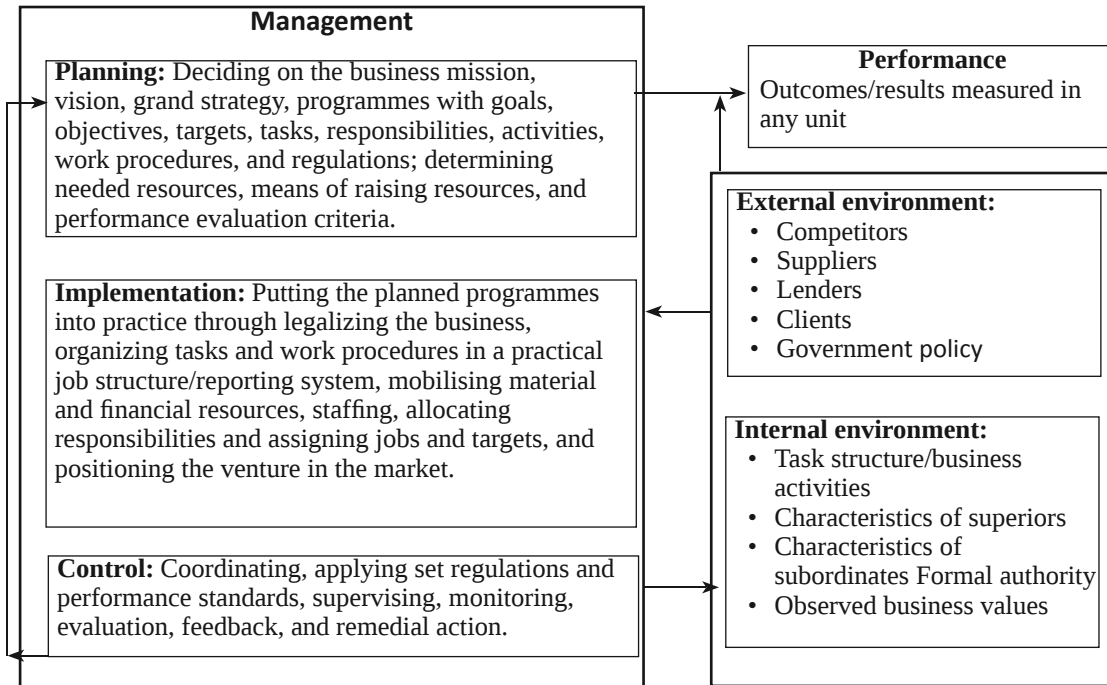 Management
Planning: Deciding on the business mission,
vision, grand strategy, programmes with goals,
objectives, targets, tasks, responsibilities, activities,
work procedures, and regulations; determining
needed resources, means of raising resources, and
performance evaluation criteria.
Implementation: Putting the planned programmes
into practice through legalizing the business,
organizing tasks and work procedures in a practical
job structure/reporting system, mobilising material
and financial resources, staffing, allocating
responsibilities and assigning jobs and targets, and
positioning the venture in the market.
Control: Coordinating, applying set regulations and
performance standards, supervising, monitoring,
evaluation, feedback, and remedial action.
Performance
Outcomes/results measured in
any unit
External environment:
• Competitors
• Suppliers
• Lenders
• Clients
• Government policy
Internal environment:
• Task structure/business
activities
• Characteristics of superiors
• Characteristics of
subordinates Formal authority
• Observed business values